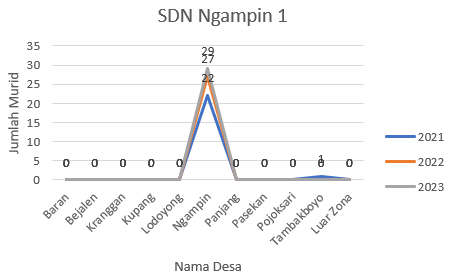 SDN Ngampin 1
Jumlah Murid
35
30
25
20
15
10
5
0
29
27
22
0 0 0 0 0 0 0 0 1 0
0
Baran
Bejalen
Kranggan
Kupang
Lodoyong
Ngampin
Panjang
Pasekan
Pojoksari
Tambakboyo
Luar Zona
Nama Desa
2021
2022
2023